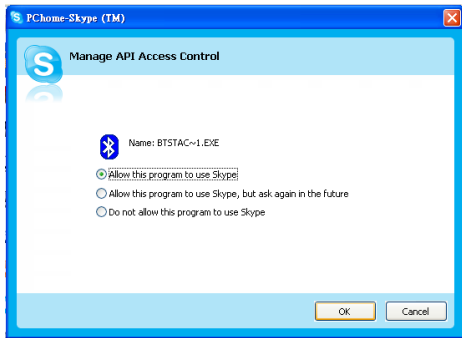 PChome-Skype (TM)
Manage API Access Control
Name: BTSTAC~1.EXE
Allow this program to use Skype
Allow this program to use Skype, but ask again in the future
Do not allow this program to use Skype
OK Cancel